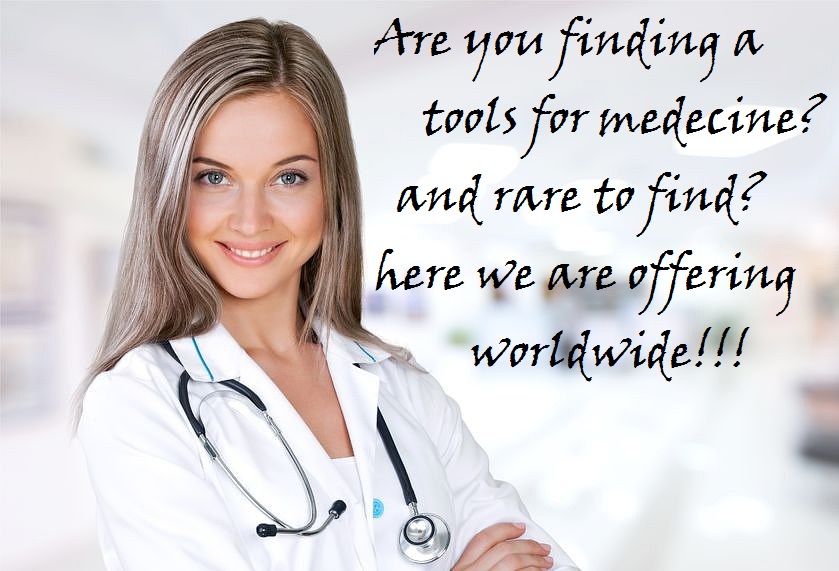 Are you finding a
tools for medecine?
and rare to find?
here we are offering
worldwide!!!